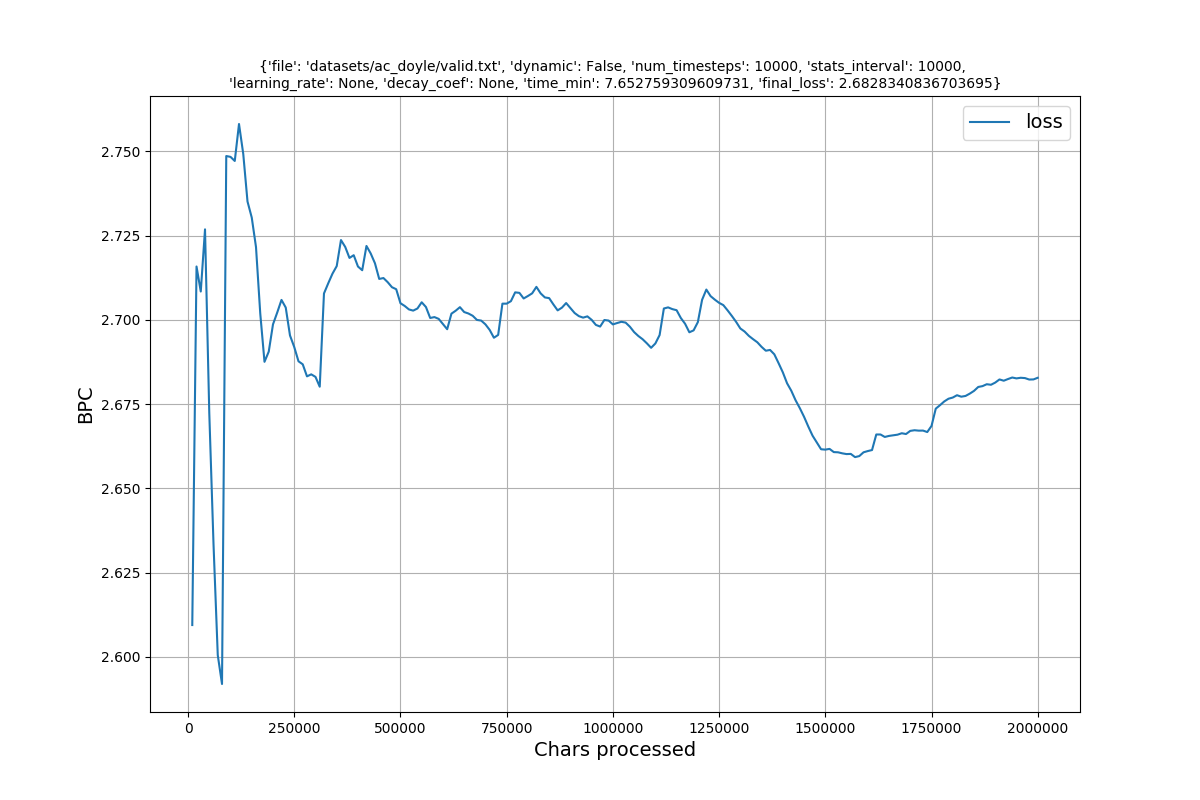 {'file': 'datasets/ac_doyle/valid.txt', 'dynamic': False, 'num_timesteps': 10000, 'stats_interval': 10000,
'learning_rate': None, 'decay_coef': None, 'time_min': 7.652759309609731, 'final_loss': 2.6828340836703695}
loss
2.750
2.725
2.700
2.675
2.650
2.625
2.600
BPC
0 250000 500000 750000 1000000 1250000 1500000 1750000 2000000
Chars processed